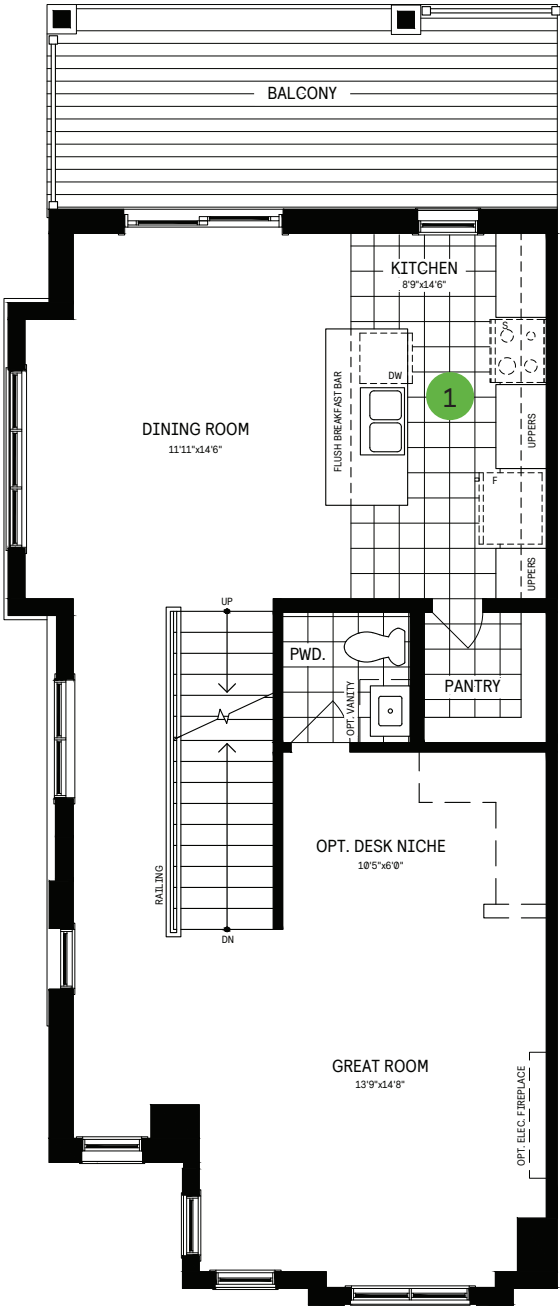 BALCONY
KITCHEN
8'9"x14'6"
S
DW
1
FLUSH BREAKFAST BAR
UPPERS
DINING ROOM
11'11"x14'6"
F
UPPERS
UP
PWD.
OPT. VANITY
PANTRY
OPT. DESK NICHE
10'5"x6'0"
RAILING
DN
GREAT ROOM
13'9"x14'8"
OPT. ELEC. FIREPLACE